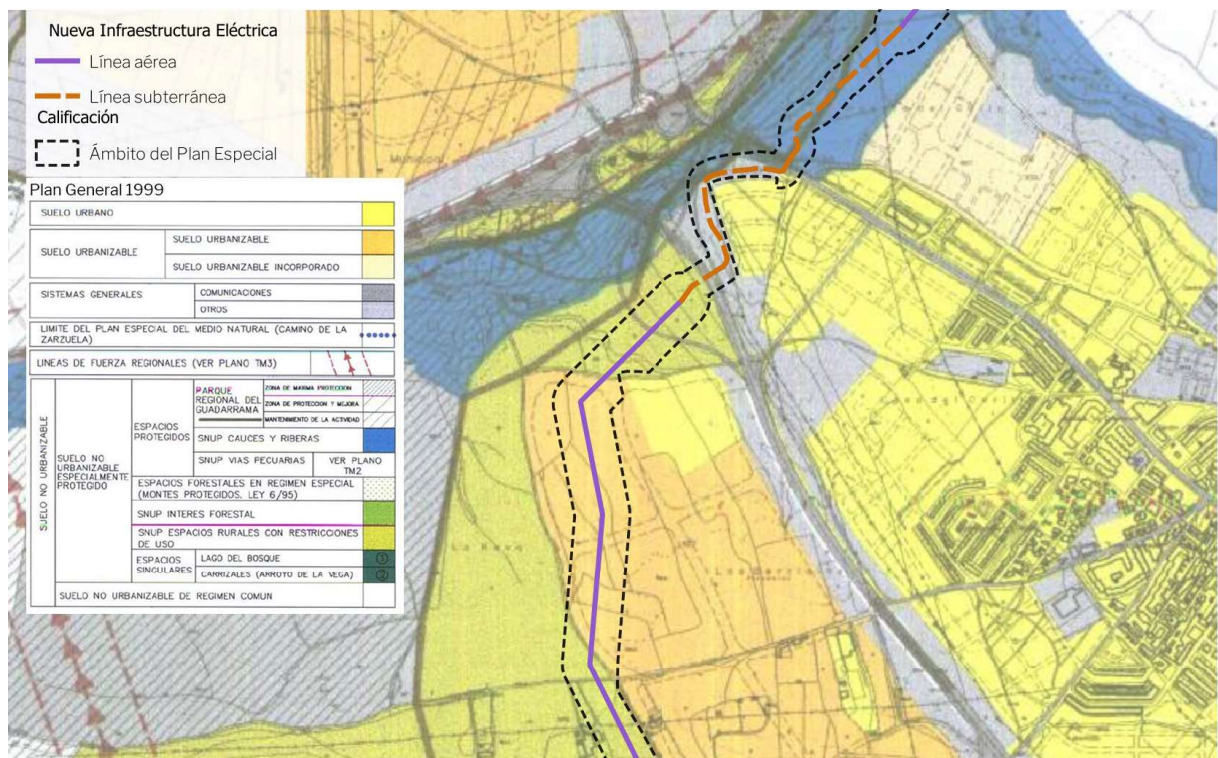 Nueva Infraestructura Eléctrica
Línea aérea
Línea subterránea
Calificación
Ámbito del Plan Especial
Plan General 1999
SUELO URBANO
SUELO URBANIZABLE
SUELO URBANIZABLE
SUELO URBANIZABLE INCORPORADO
SISTEMAS GENERALES
COMUNICACIONES
OTROS
LIMITE DEL PLAN ESPECIAL DEL MEDIO NATURAL (CAMINO DE LA
ZARZUELA)
LINEAS DE FUERZA REGIONALES (VER PLANO TM3)
SUELO NO URBANIZABLE
SUELO NO
URBANIZABLE
ESPECIALMENTE
PROTEGIDO
ESPACIOS
PROTEGIDOS
PARQUE
REGIONAL DEL
GUADARRAMA
ZONA DE MAXIMA PROTECCION
ZONA DE PROTECCION Y MEJORA
MANTENIMIENTO DE LA ACTIVIDAD
SNUP CAUCES Y RIBERAS
SNUP VIAS PECUARIAS
VER PLANO
TM2
ESPACIOS FORESTALES EN REGIMEN ESPECIAL
(MONTES PROTEGIDOS. LEY 6/95)
SNUP INTERES FORESTAL
SNUP ESPACIOS RURALES CON RESTRICCIONES
DE USO
ESPACIOS
SINGULARES
LAGO DEL BOSQUE
1
CARRIZALES (ARROYO DE LA VEGA)
2
SUELO NO URBANIZABLE DE REGIMEN COMUN
Municipal